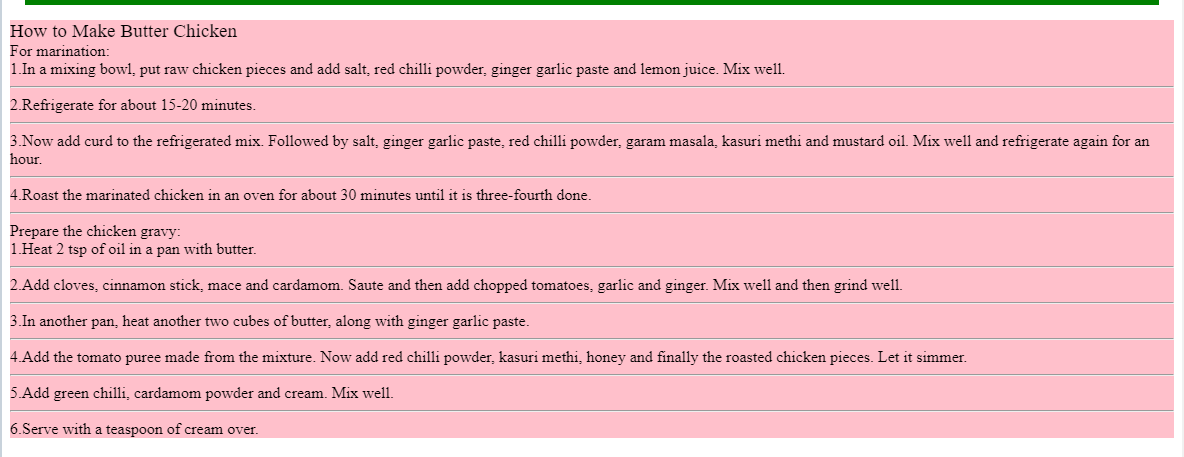 How to Make Butter Chicken
For marination:
1.In a mixing bowl, put raw chicken pieces and add salt, red chilli powder, ginger garlic paste and lemon juice. Mix well.
2.Refrigerate for about 15-20 minutes.
3.Now add curd to the refrigerated mix. Followed by salt, ginger garlic paste, red chilli powder, garam masala, kasuri methi and mustard oil. Mix well and refrigerate again for an
hour.
4.Roast the marinated chicken in an oven for about 30 minutes until it is three-fourth done.
Prepare the chicken gravy:
1.Heat 2 tsp of oil in a pan with butter.
2.Add cloves, cinnamon stick, mace and cardamom. Saute and then add chopped tomatoes, garlic and ginger. Mix well and then grind well.
3.In another pan, heat another two cubes of butter, along with ginger garlic paste.
4.Add the tomato puree made from the mixture. Now add red chilli powder, kasuri methi, honey and finally the roasted chicken pieces. Let it simmer.
5.Add green chilli, cardamom powder and cream. Mix well.
6.Serve with a teaspoon of cream over.